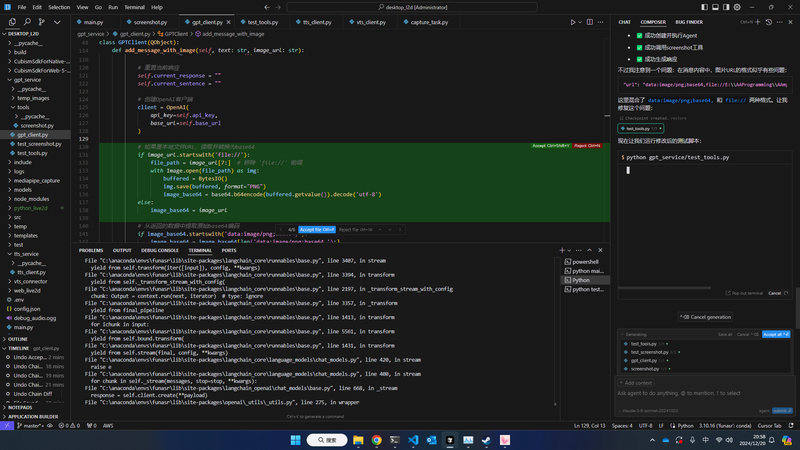 File Edit Selection View Go Run Terminal Help
desktop_l2d [Administrator]
EXPLORER
main.py
screenshot.py
gpt_client.py
test_tools.py
tts_client.py
vts_client.py
capture_task.py
gpt_service > gpt_client.py > GPTClient > add_message_with_image
DESKTOP_L2D
__pycache__
build
CubismSdkForNative-...
CubismSdkForWeb-5-...
gpt_service
__pycache__
temp_images
tools
__pycache__
screenshot.py
gpt_client.py
test_screenshot.py
test_tools.py
include
logs
mediapipe_capture
models
node_modules
python_live2d
src
temp
templates
test
tts_service
__pycache__
tts_client.py
vts_connector
web_live2d
.env
config.json
debug_audio.ogg
main.py
OUTLINE
TIMELINE gpt_client.py
Undo Accep... 2 mins
Undo Chai... 18 mins
Undo Chai... 19 mins
Undo Chain Diff
NOTEPADS
APPLICATION BUILDER
class GPTClient(QObject):
def add_message_with_image(self, text: str, image_url: str):
# 重置当前响应
self.current_response = ""
self.current_sentence = ""
# 创建OpenAI客户端
client = OpenAI(
api_key=self.api_key,
base_url=self.base_url
)
129
# 如果是本地文件URL, 读取并转换为base64
if image_url.startswith('file://'):
file_path = image_url[7:] # 移除 'file://' 前缀
with Image.open(file_path) as img:
buffered = BytesIO()
img.save(buffered, format="PNG")
image_base64 = base64.b64encode(buffered.getvalue()).decode('utf-8')
else:
image_base64 = image_url
# 从返回的数据中提取原始base64编码
if image_base64.startswith('data:image/png;base64,'):
Accept Ctrl+Shift+Y Reject Ctrl+N
4/6 Accept file Ctrl+⏎ Reject file
PROBLEMS OUTPUT DEBUG CONSOLE TERMINAL PORTS
File "C:\anaconda\envs\funasr\lib\site-packages\langchain_core\runnables\base.py", line 3407, in stream
yield from self.transform(iter([input]), config, **kwargs)
File "C:\anaconda\envs\funasr\lib\site-packages\langchain_core\runnables\base.py", line 3394, in transform
yield from self._transform_stream_with_config(
File "C:\anaconda\envs\funasr\lib\site-packages\langchain_core\runnables\base.py", line 2197, in _transform_stream_with_config
chunk: Output = context.run(next, iterator) # type: ignore
File "C:\anaconda\envs\funasr\lib\site-packages\langchain_core\runnables\base.py", line 3357, in _transform
yield from final_pipeline
File "C:\anaconda\envs\funasr\lib\site-packages\langchain_core\runnables\base.py", line 1413, in transform
for ichunk in input:
File "C:\anaconda\envs\funasr\lib\site-packages\langchain_core\runnables\base.py", line 5561, in transform
yield from self.bound.transform(
File "C:\anaconda\envs\funasr\lib\site-packages\langchain_core\runnables\base.py", line 1431, in transform
yield from self.stream(final, config, **kwargs)
File "C:\anaconda\envs\funasr\lib\site-packages\langchain_core\language_models\chat_models.py", line 420, in stream
raise e
File "C:\anaconda\envs\funasr\lib\site-packages\langchain_core\language_models\chat_models.py", line 400, in stream
for chunk in self._stream(messages, stop=stop, **kwargs):
File "C:\anaconda\envs\funasr\lib\site-packages\langchain_openai\chat_models\base.py", line 668, in _stream
response = self.client.create(**payload)
File "C:\anaconda\envs\funasr\lib\site-packages\openai\_utils\_utils.py", line 275, in wrapper
Ctrl+K to generate a command
powershell
python mai...
Python
python test...
CHAT COMPOSER BUG FINDER
成功创建并执行Agent
成功调用screenshot工具
成功生成响应
不过我注意到一个问题: 在消息内容中, 图片URL的格式似乎有些问题:
"url": "data:image/png;base64,file://E:\\AAProgramming\\AAmy
这里混合了 data:image/png;base64, 和 file:// 两种格式。让我
修复这个问题:
Checkpoint created restore
test_tools.py 1/1
现在让我们运行修改后的测试脚本:
$ python gpt_service/test_tools.py
Pop out terminal Cancel
Cancel generation
Generating Save all Cancel Accept all
test_tools.py 1/1
test_screenshot.py 1/1
gpt_client.py 1/1
screenshot.py
+ Add context
Ask agent to do anything, @ to mention, ↑ to select
claude-3-5-sonnet-20241022
agent submit
master*+ 0 0 0 AWS
Ln 129, Col 13 Spaces: 4 UTF-8 LF Python 3.10.16 ('funasr': conda) Cursor Tab
搜索
中
20:58
2024/12/20